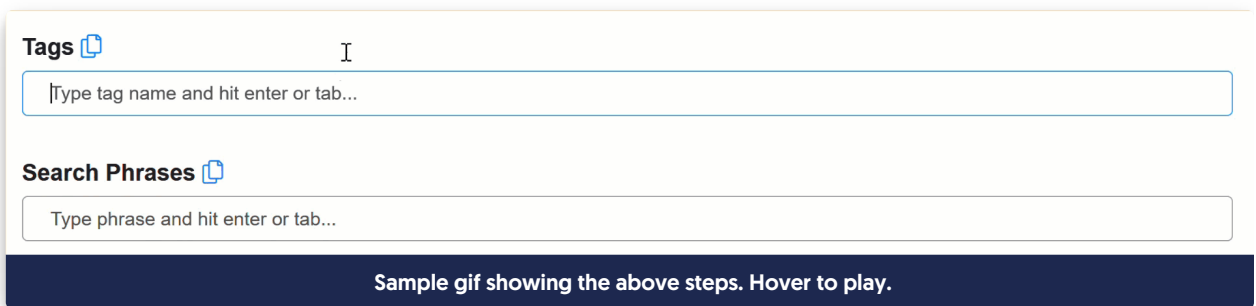 Tags
Type tag name and hit enter or tab...
Search Phrases
Type phrase and hit enter or tab...
Sample gif showing the above steps. Hover to play.